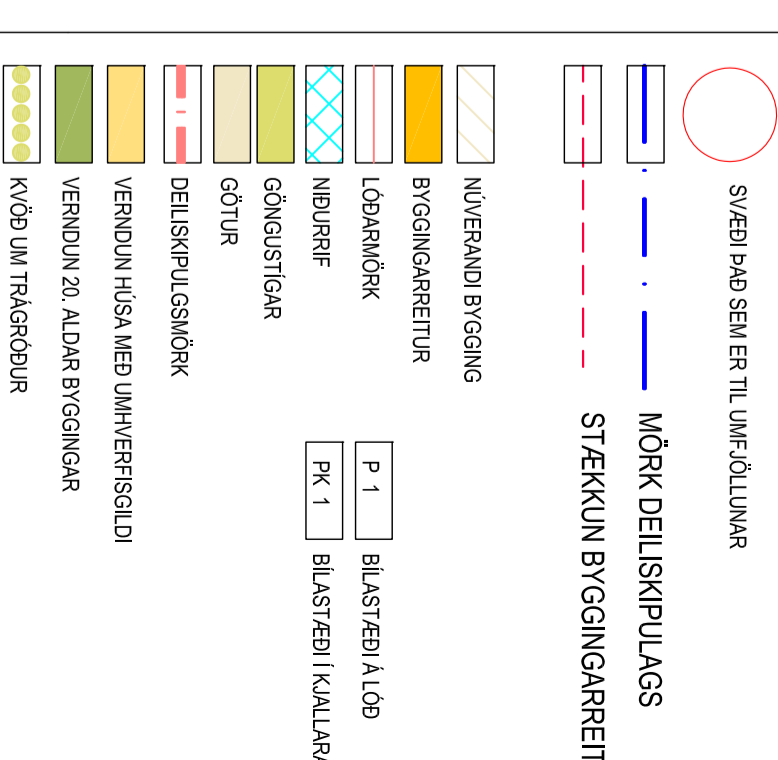 SVÆÐI ÞAÐ SEM ER TIL UMFJÖLLUNAR
MÖRK DEILISKIPULAGS
STÆKKUN BYGGINGARREIT
NÚVERANDI BYGGING
BYGGINGARREITUR
LÓÐARMÖRK
P 1 BÍLASTÆÐI Á LÓÐ
NIÐURRIF
PK 1 BÍLASTÆÐI Í KJALLARA
GÖNGUSTÍGAR
GÖTUR
DEILISKIPULGSMÖRK
VERNDUN HÚSA MEÐ UMHVERFISGILDI
VERNDUN 20. ALDAR BYGGINGAR
KVÖÐ UM TRÁGRÓÐUR